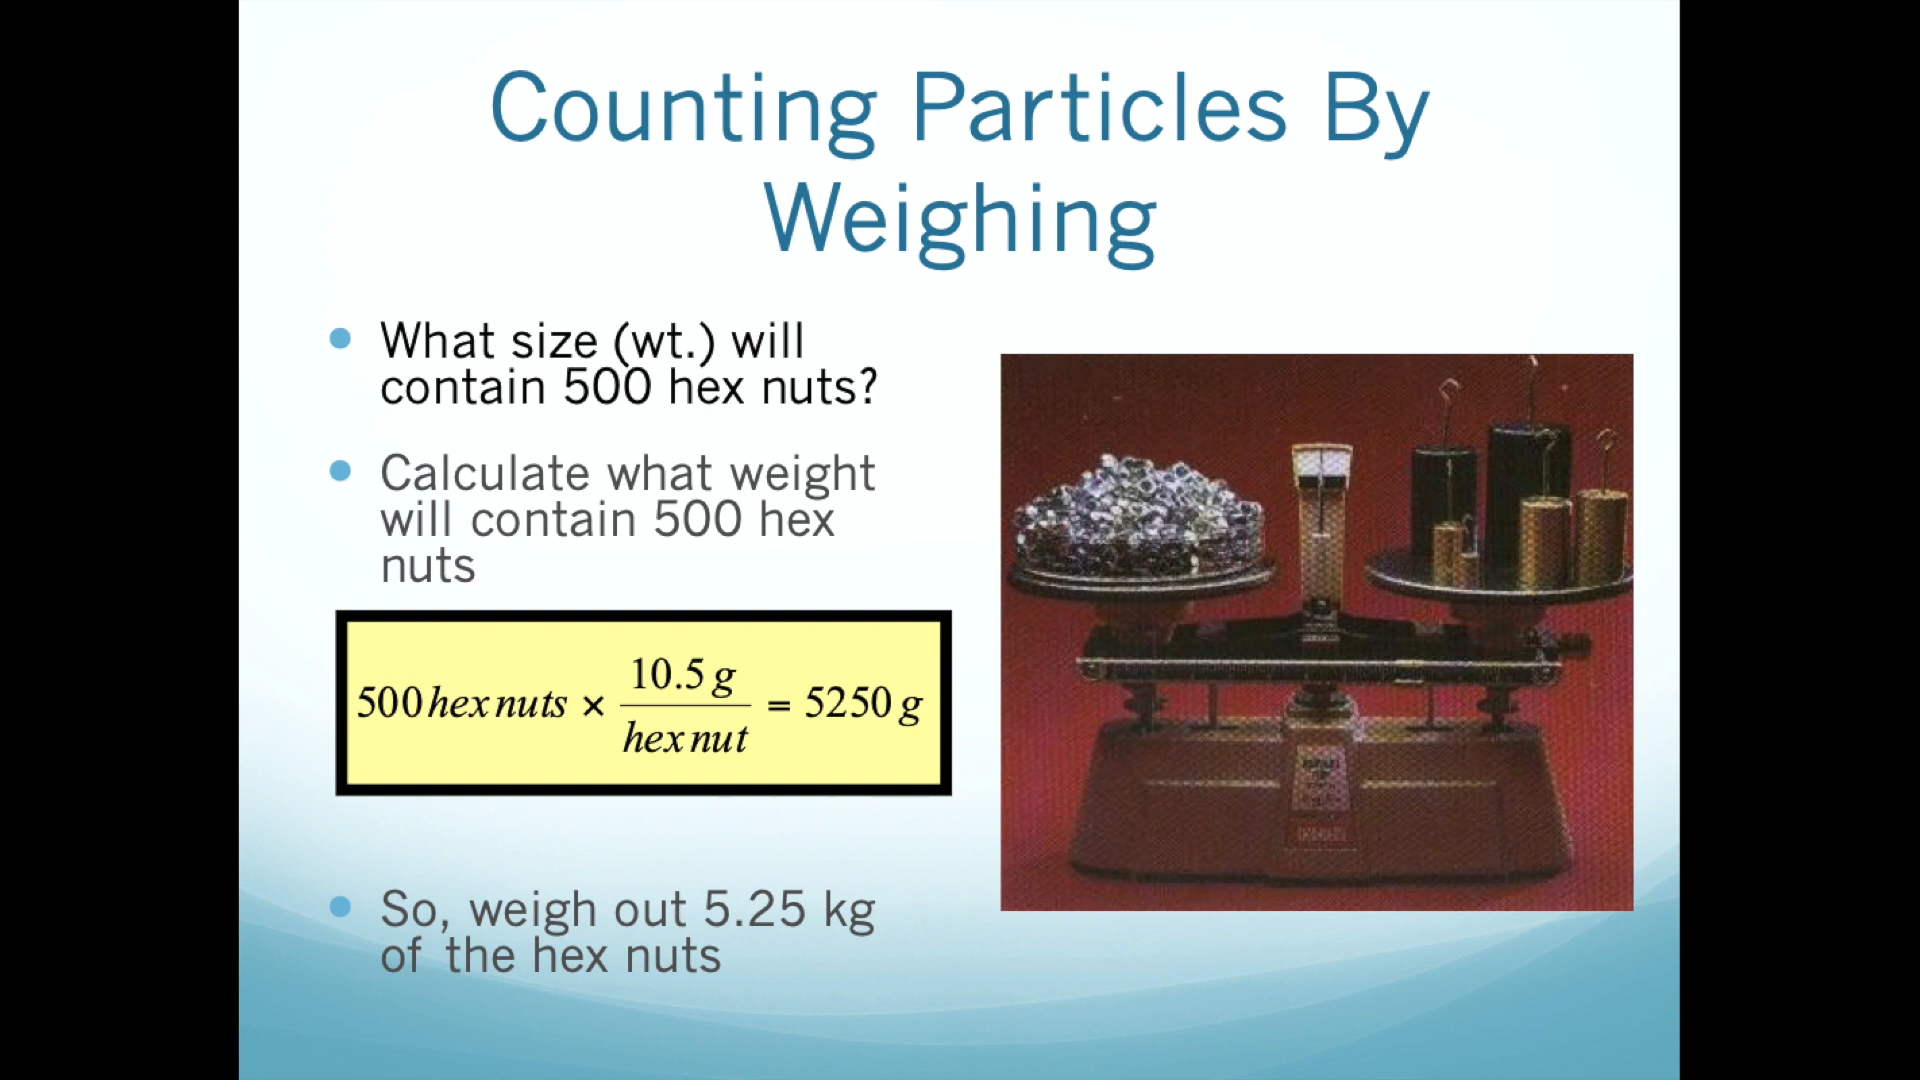 Counting Particles By
Weighing
What size (wt.) will
contain 500 hex nuts?
Calculate what weight
will contain 500 hex
nuts
500 hex nuts × 10.5 g / hex nut = 5250 g
So, weigh out 5.25 kg
of the hex nuts